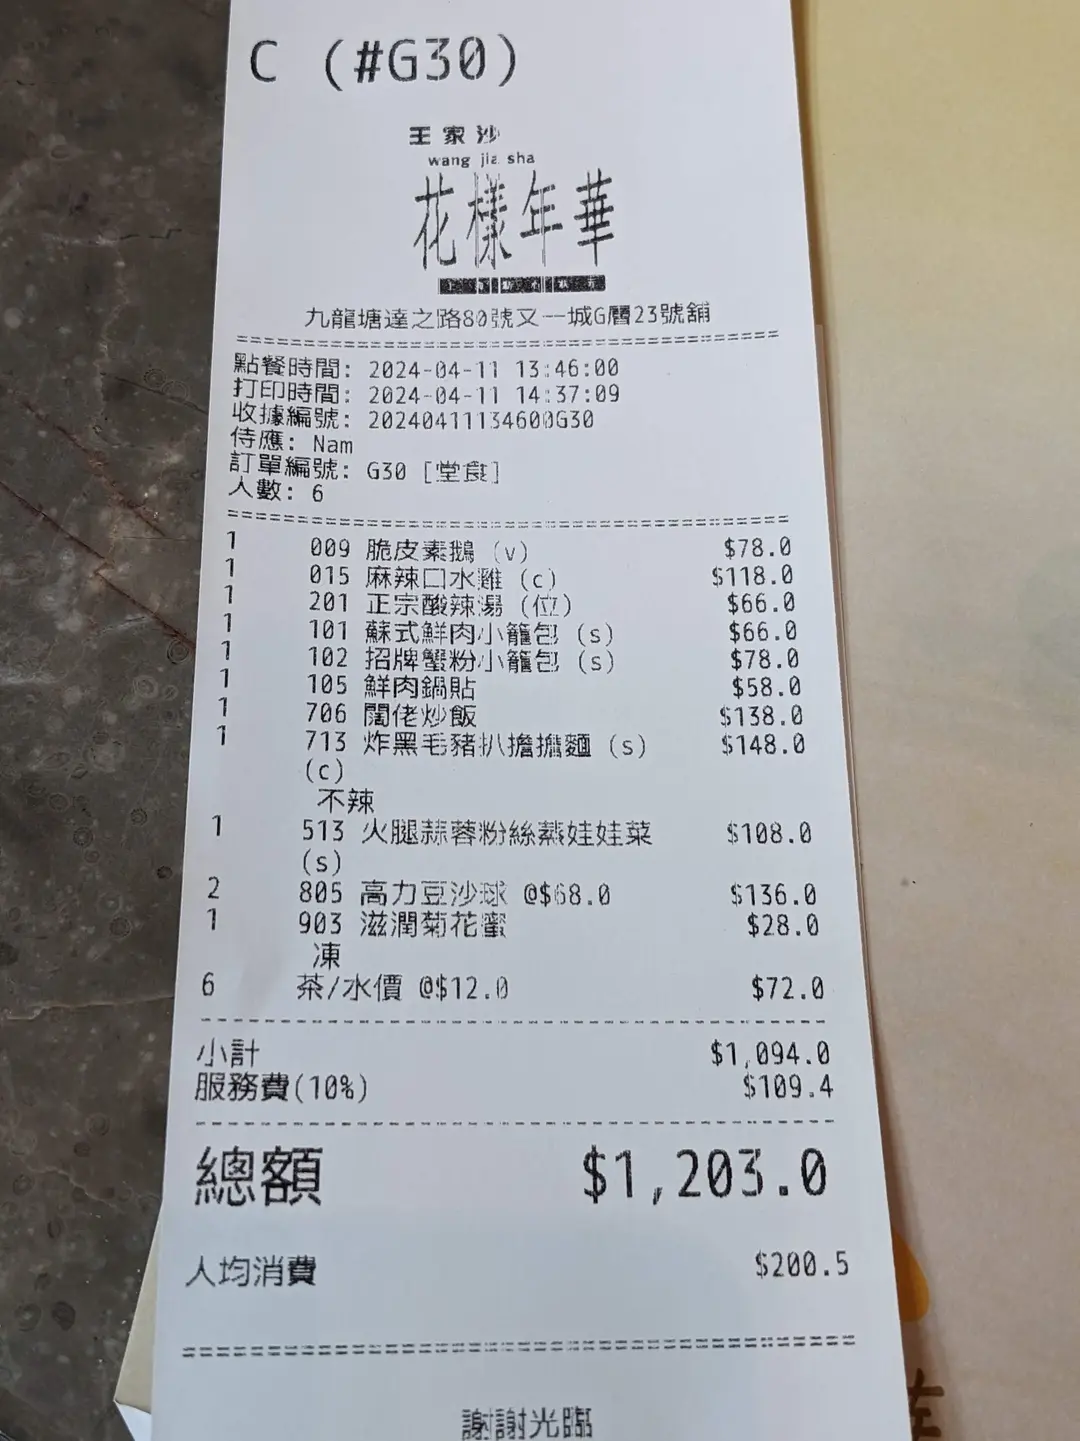 C (#G30)
王家沙
wang jia sha
花樣年華
九龍塘達之路80號又一城G層23號舖
點餐時間: 2024-04-11 13:46:00
打印時間: 2024-04-11 14:37:09
收據編號: 20240411134600G30
侍應: Nam
訂單編號: G30 [堂食]
人數: 6
1 009 脆皮素鵝 (v) $78.0
1 015 麻辣口水雞 (c) $118.0
1 201 正宗酸辣湯 (位) $66.0
1 101 蘇式鮮肉小籠包 (s) $66.0
1 102 招牌蟹粉小籠包 (s) $78.0
1 105 鮮肉鍋貼 $58.0
1 706 闊佬炒飯 $138.0
1 713 炸黑毛豬扒擔擔麵 (s) $148.0
(c)
不辣
1 513 火腿蒜蓉粉絲蒸娃娃菜 $108.0
(s)
2 805 高力豆沙球 @$68.0 $136.0
1 903 滋潤菊花蜜 $28.0
凍
6 茶/水價 @$12.0 $72.0
小計 $1,094.0
服務費(10%) $109.4
總額 $1,203.0
人均消費 $200.5
謝謝光臨